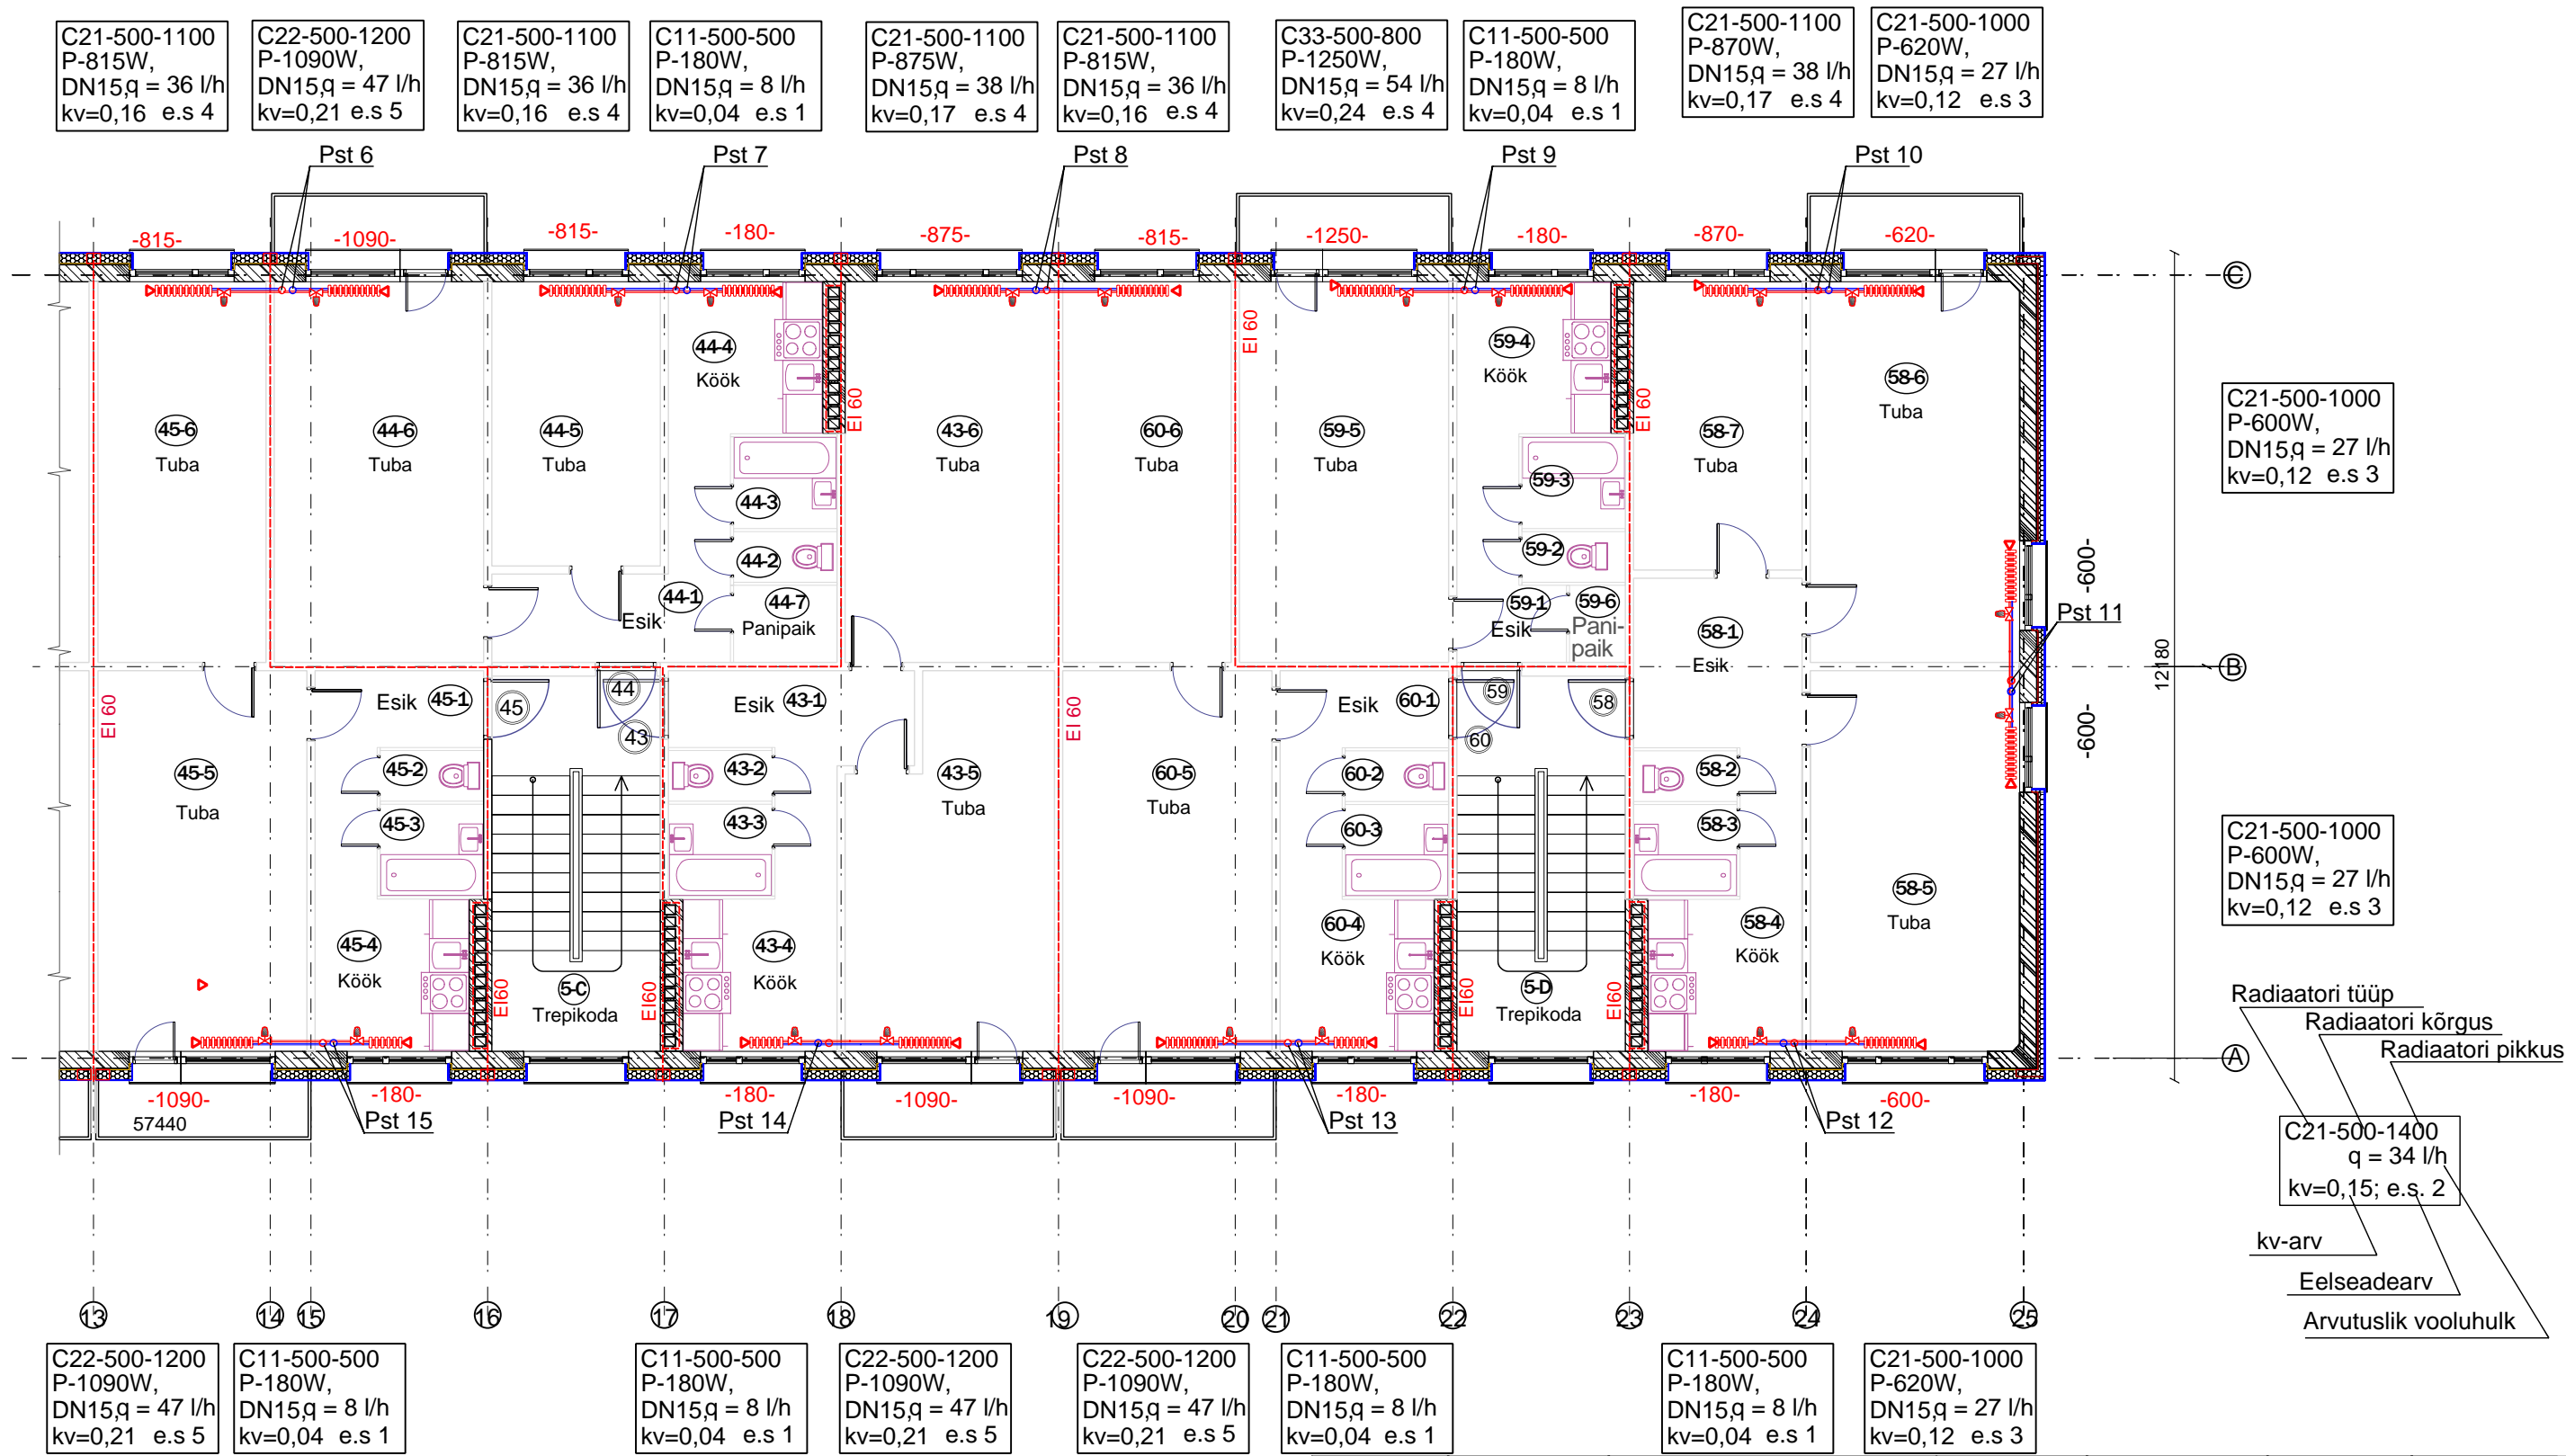 C21-500-1100
P-815W,
DN15,q = 36 l/h
kv=0,16 e.s 4
C22-500-1200
P-1090W,
DN15,q = 47 l/h
kv=0,21 e.s 5
C21-500-1100
P-815W,
DN15,q = 36 l/h
kv=0,16 e.s 4
C11-500-500
P-180W,
DN15,q = 8 l/h
kv=0,04 e.s 1
C21-500-1100
P-875W,
DN15,q = 38 l/h
kv=0,17 e.s 4
C21-500-1100
P-815W,
DN15,q = 36 l/h
kv=0,16 e.s 4
C33-500-800
P-1250W,
DN15,q = 54 l/h
kv=0,24 e.s 4
C11-500-500
P-180W,
DN15,q = 8 l/h
kv=0,04 e.s 1
C21-500-1100
P-870W,
DN15,q = 38 l/h
kv=0,17 e.s 4
C21-500-1000
P-620W,
DN15,q = 27 l/h
kv=0,12 e.s 3
Pst 6
Pst 7
Pst 8
Pst 9
Pst 10
-815-
-1090-
-815-
-180-
-875-
-815-
-1250-
-180-
-870-
-620-
C
EI 60
EI 60
EI 60
EI 60
44-4
Köök
59-4
Köök
58-6
Tuba
45-6
Tuba
44-6
Tuba
44-5
Tuba
43-6
Tuba
60-6
Tuba
59-5
Tuba
58-7
Tuba
C21-500-1000
P-600W,
DN15,q = 27 l/h
kv=0,12 e.s 3
44-3
59-3
44-2
59-2
-600-
44-1
Esik
44-7
Panipaik
59-1
Esik
59-6
Pani-
paik
58-1
Esik
Pst 11
12180
B
EI 60
EI 60
45-1
Esik
45
44
43
43-1
Esik
60-1
Esik
59
60
58
-600-
45-5
Tuba
45-2
43-2
43-5
Tuba
60-5
Tuba
60-2
58-2
45-3
43-3
60-3
58-3
C21-500-1000
P-600W,
DN15,q = 27 l/h
kv=0,12 e.s 3
58-5
Tuba
45-4
Köök
43-4
Köök
60-4
Köök
58-4
Köök
EI60
EI60
EI60
EI60
5-C
Trepikoda
5-D
Trepikoda
Radiaatori tüüp
Radiaatori kõrgus
Radiaatori pikkus
A
-1090-
-180-
-180-
-1090-
-1090-
-180-
-180-
-600-
57440
Pst 15
Pst 14
Pst 13
Pst 12
C21-500-1400
q = 34 l/h
kv=0,15; e.s. 2
kv-arv
Eelseadearv
Arvutuslik vooluhulk
13
14
15
16
17
18
19
20
21
22
23
24
25
C22-500-1200
P-1090W,
DN15,q = 47 l/h
kv=0,21 e.s 5
C11-500-500
P-180W,
DN15,q = 8 l/h
kv=0,04 e.s 1
C11-500-500
P-180W,
DN15,q = 8 l/h
kv=0,04 e.s 1
C22-500-1200
P-1090W,
DN15,q = 47 l/h
kv=0,21 e.s 5
C22-500-1200
P-1090W,
DN15,q = 47 l/h
kv=0,21 e.s 5
C11-500-500
P-180W,
DN15,q = 8 l/h
kv=0,04 e.s 1
C11-500-500
P-180W,
DN15,q = 8 l/h
kv=0,04 e.s 1
C21-500-1000
P-620W,
DN15,q = 27 l/h
kv=0,12 e.s 3